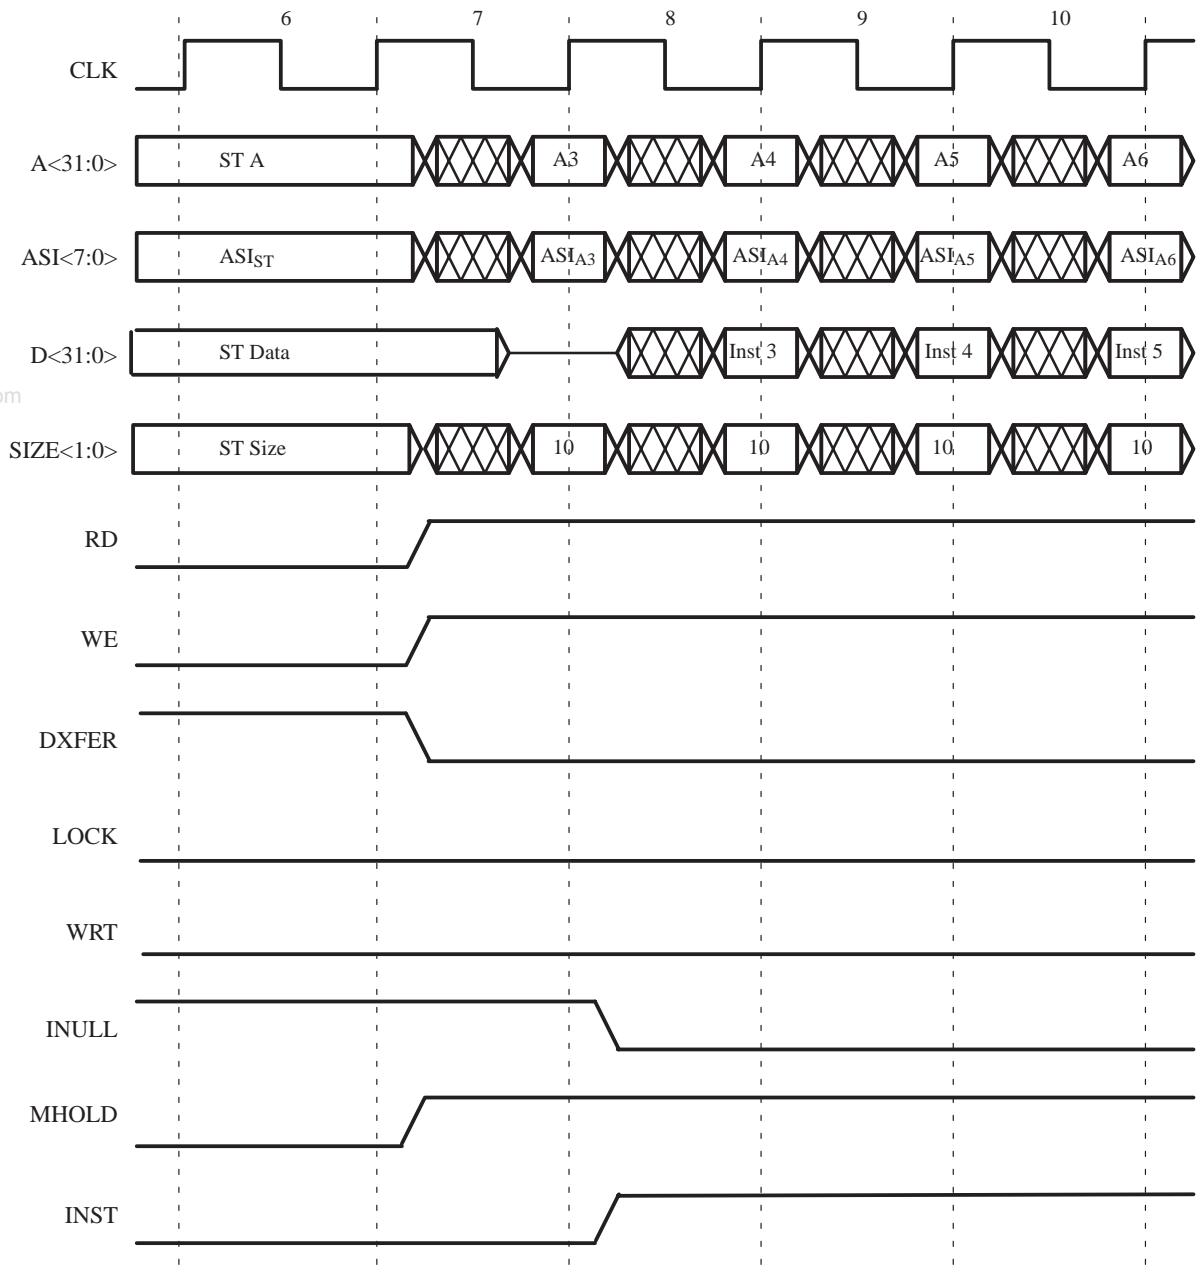 6 7 8 9 10
CLK
A<31:0> ST A A3 A4 A5 A6
ASI<7:0> ASIST ASIA3 ASIA4 ASIA5 ASIA6
D<31:0> ST Data Inst 3 Inst 4 Inst 5
om
SIZE<1:0> ST Size 10 10 10 10
RD
WE
DXFER
LOCK
WRT
INULL
MHOLD
INST